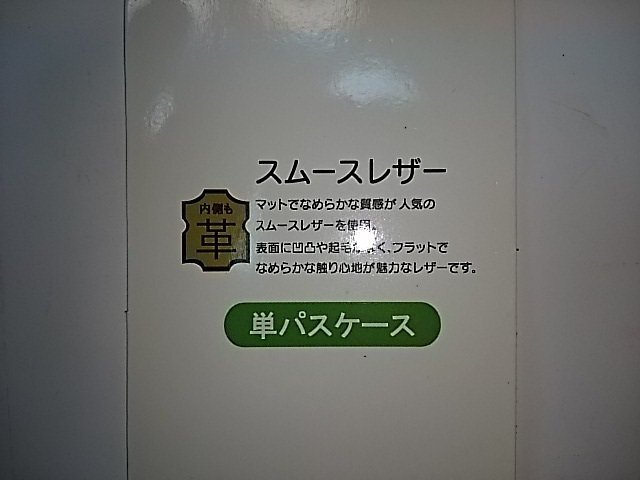 スムースレザー
内側も
革
マットでなめらかな質感が人気の
スムースレザーを使用。
表面に凹凸や起毛がなく、フラットで
なめらかな触り心地が魅力なレザーです。
単パスケース